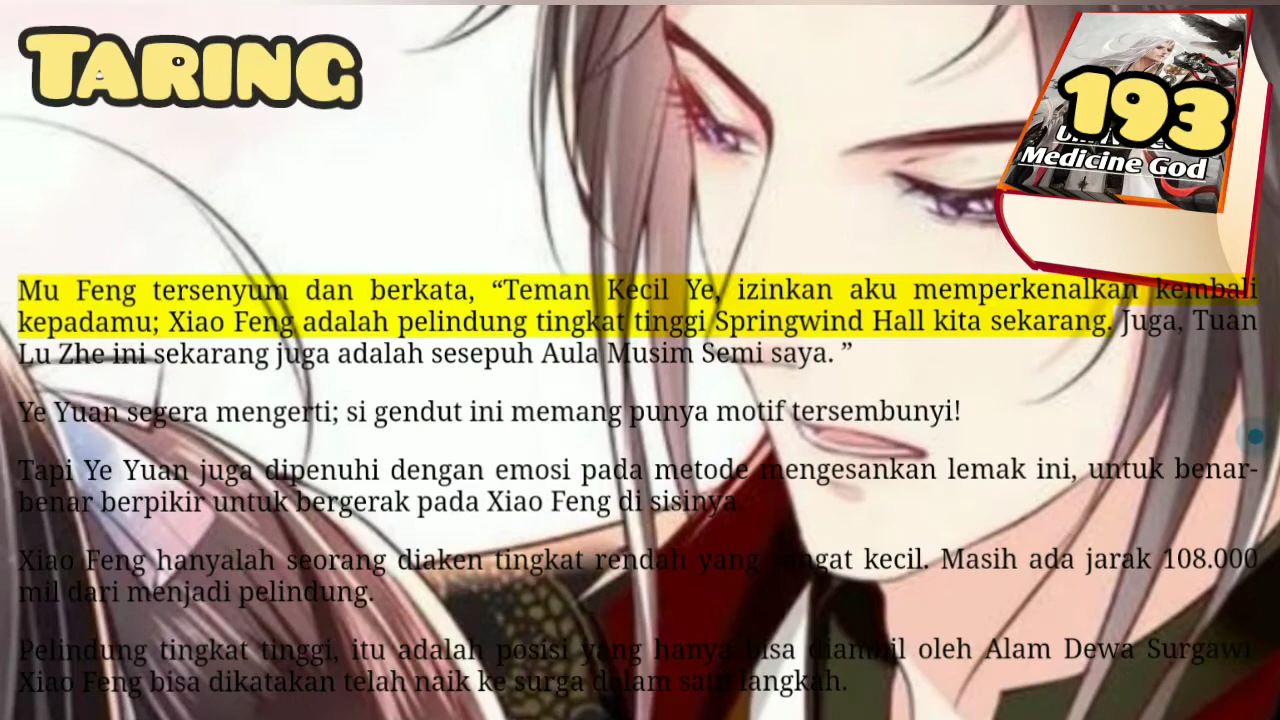 TARING
193
Medicine God
Mu Feng tersenyum dan berkata, “Teman Kecil Ye, izinkan aku memperkenalkan kembali
kepadamu; Xiao Feng adalah pelindung tingkat tinggi Springwind Hall kita sekarang. Juga, Tuan
Lu Zhe ini sekarang juga adalah sesepuh Aula Musim Semi saya. ”
Ye Yuan segera mengerti; si gendut ini memang punya motif tersembunyi!
Tapi Ye Yuan juga dipenuhi dengan emosi pada metode mengesankan lemak ini, untuk benar-
benar berpikir untuk bergerak pada Xiao Feng di sisinya
Xiao Feng hanyalah seorang diaken tingkat rendah yang sangat kecil. Masih ada jarak 108.000
mil dari menjadi pelindung.
Pelindung tingkat tinggi, itu adalah posisi yang hanya bisa diambil oleh Alam Dewa Surgawi.
Xiao Feng bisa dikatakan telah naik ke surga dalam satu langkah.